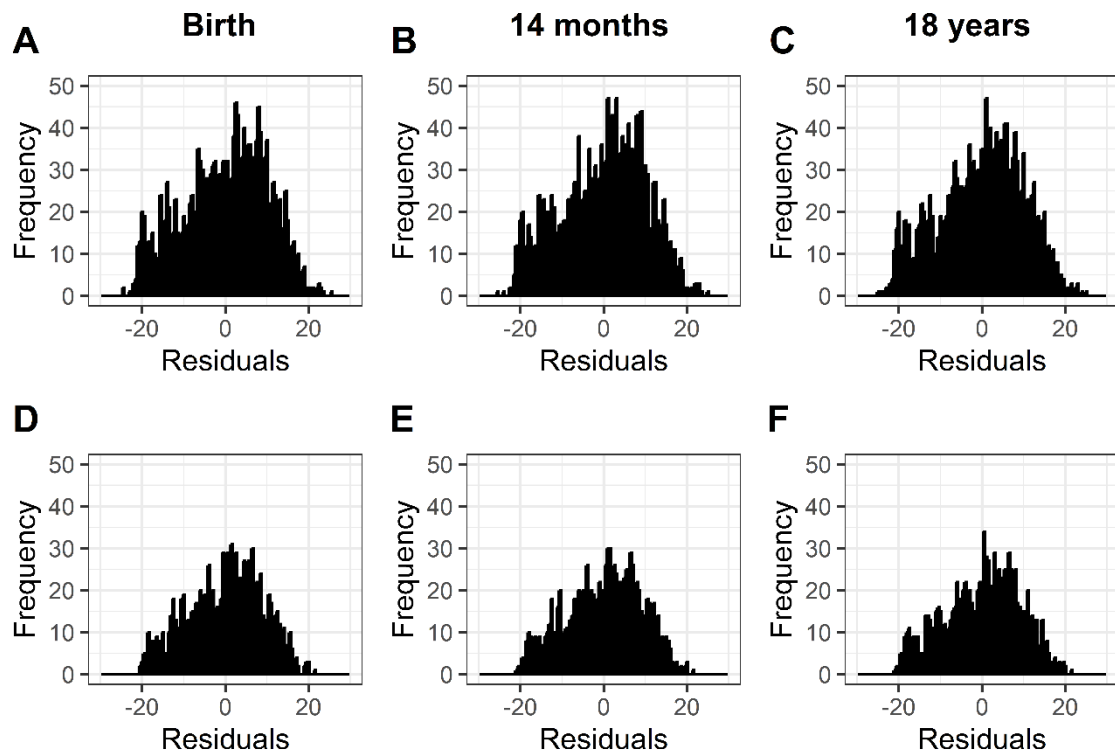 A Birth B 14 months C 18 years
50 50 50
40 40 40
30 30 30
20 20 20
10 10 10
0 0 0
Frequency Frequency Frequency
-20 0 20 -20 0 20 -20 0 20
Residuals Residuals Residuals
D E F
50 50 50
40 40 40
30 30 30
20 20 20
10 10 10
0 0 0
Frequency Frequency Frequency
-20 0 20 -20 0 20 -20 0 20
Residuals Residuals Residuals